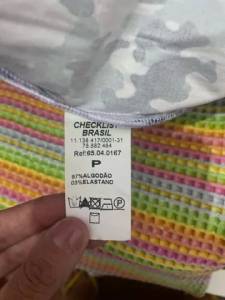 CHECKLIST
BRASIL
11.138.417/0001-31
75.882.484
Ref:65.04.0167
P
97%ALGODÃO
03%ELASTANO